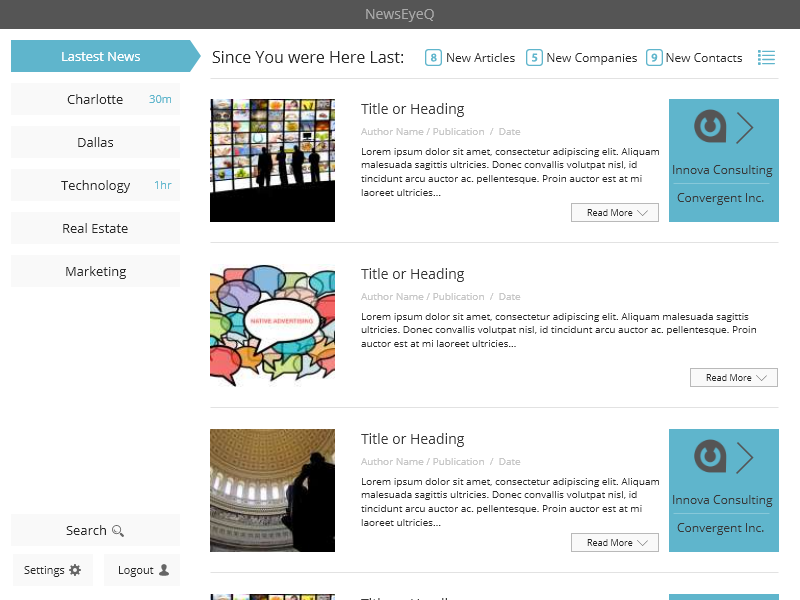 NewsEyeQ
Lastest News
Charlotte 30m
Dallas
Technology 1hr
Real Estate
Marketing
Search
Settings
Logout
Since You were Here Last:
8 New Articles
5 New Companies
9 New Contacts
Title or Heading
Author Name / Publication / Date
Lorem ipsum dolor sit amet, consectetur adipiscing elit. Aliquam
malesuada sagittis ultricies. Donec convallis volutpat nisl, id
tincidunt arcu auctor ac. pellentesque. Proin auctor est at mi
laoreet ultricies...
Read More
Innova Consulting
Convergent Inc.
NATIVE ADVERTISING
Title or Heading
Author Name / Publication / Date
Lorem ipsum dolor sit amet, consectetur adipiscing elit. Aliquam malesuada sagittis
ultricies. Donec convallis volutpat nisl, id tincidunt arcu auctor ac. pellentesque. Proin
auctor est at mi laoreet ultricies...
Read More
Title or Heading
Author Name / Publication / Date
Lorem ipsum dolor sit amet, consectetur adipiscing elit. Aliquam
malesuada sagittis ultricies. Donec convallis volutpat nisl, id
tincidunt arcu auctor ac. pellentesque. Proin auctor est at mi
laoreet ultricies...
Read More
Innova Consulting
Convergent Inc.